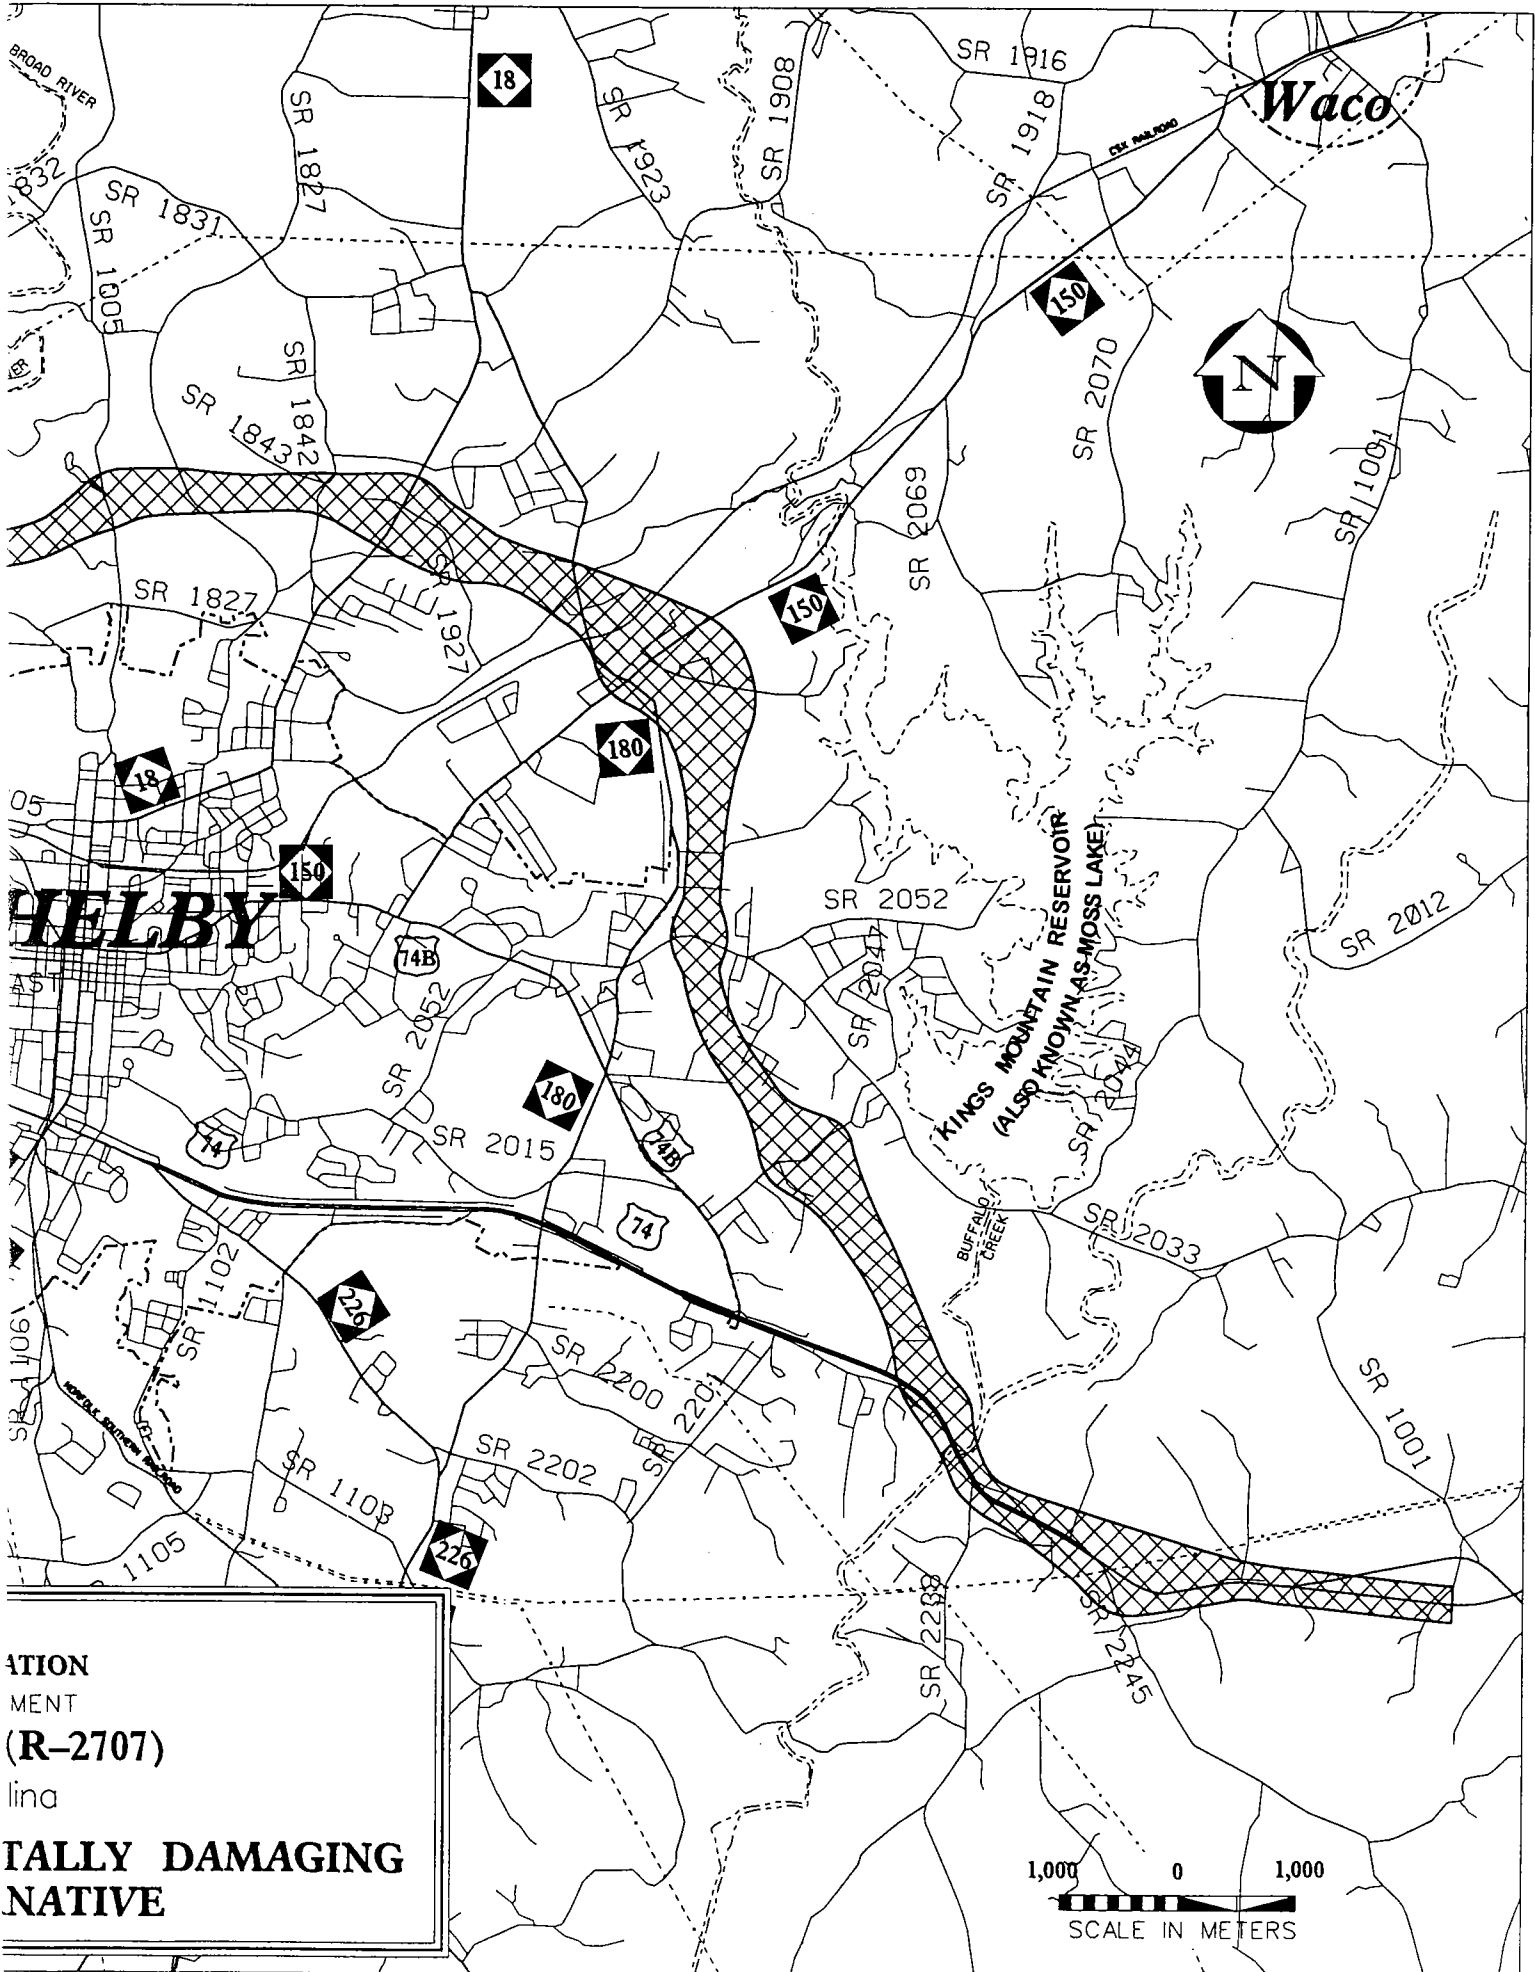 BROAD RIVER
18
SR 1827
SR 1923
SR 1908
SR 1916
SR 1918
Waco
CSX RAILROAD
832
SR 1831
SR 1005
150
SR 1842
SR 1843
SR 2070
N
SR 1001
SR 2069
SR 1827
SR 1927
150
180
18
05
150
HELBY
74B
SR 2052
SR 2052
SR 2047
KINGS MOUNTAIN RESERVOIR
(ALSO KNOWN AS MOSS LAKE)
SR 2012
SR 2044
180
SR 2015
74
74B
74
BUFFALO
CREEK
SR 2033
SR 1102
226
SR 1106
SR 2200
SR 2201
SR 1001
NORFOLK SOUTHERN RAILROAD
SR 1103
SR 2202
226
1105
SR 2238
SR 2245
ATION
MENT
(R–2707)
lina
TALLY DAMAGING
NATIVE
1,000 0 1,000
SCALE IN METERS